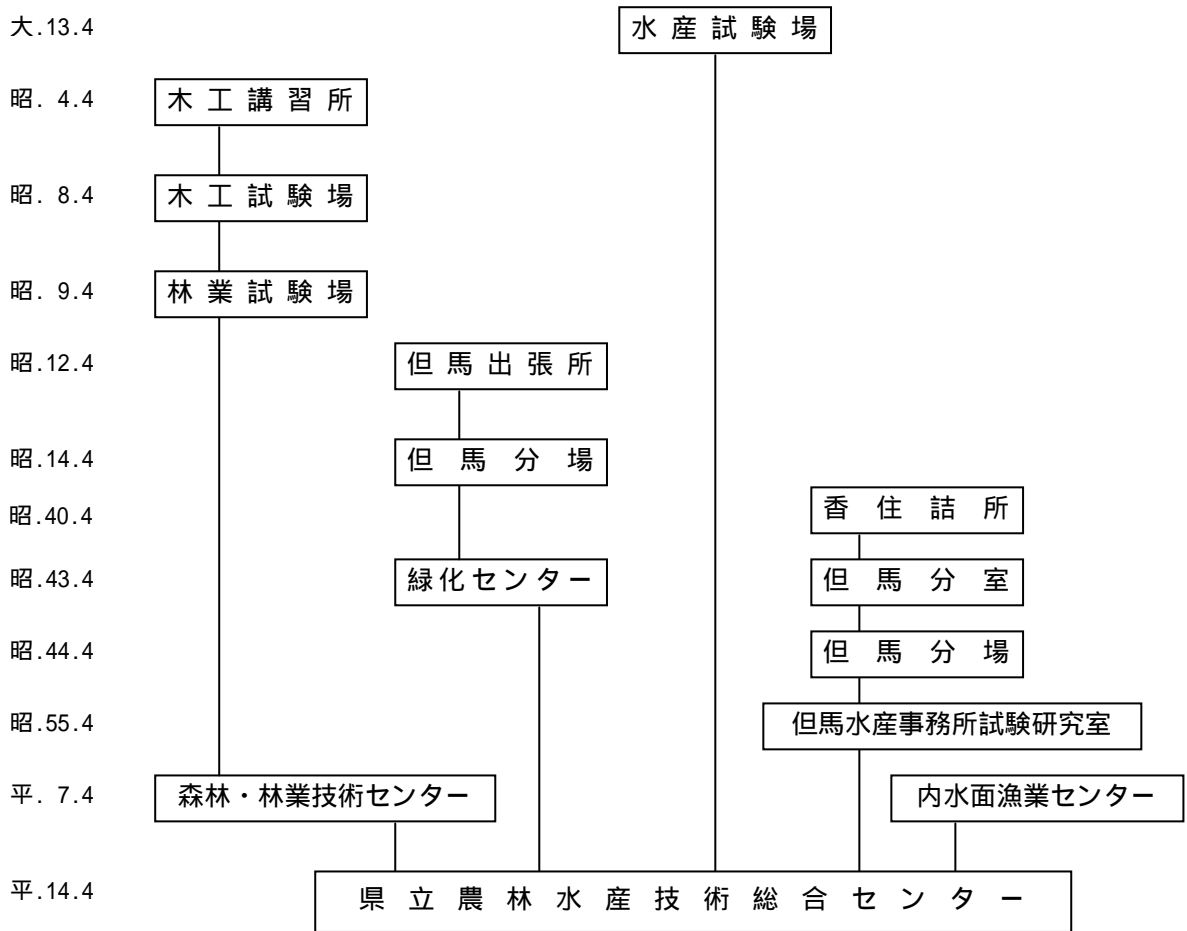 大.13.4 水産試験場
昭. 4.4 木工講習所
昭. 8.4 木工試験場
昭. 9.4 林業試験場
昭.12.4 但馬出張所
昭.14.4 但馬分場
昭.40.4 香住詰所
昭.43.4 緑化センター 但馬分室
昭.44.4 但馬分場
昭.55.4 但馬水産事務所試験研究室
平. 7.4 森林・林業技術センター 内水面漁業センター
平.14.4 県立農林水産技術総合センター